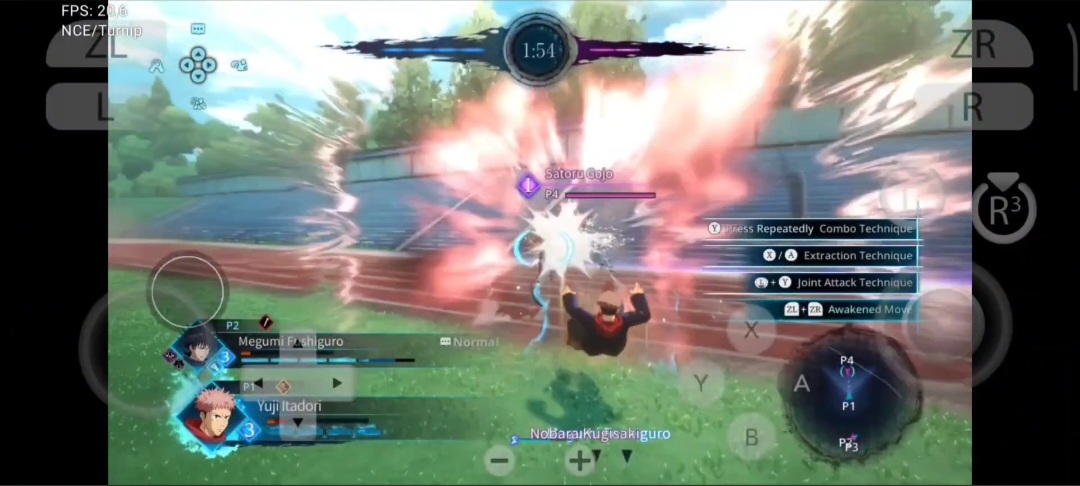 FPS: 20.6
NCE/Turnip
ZL
L
ZR
R
1:54
R3
Satoru Gojo
P4
Y Press Repeatedly Combo Technique
X / A Extraction Technique
L + Y Joint Attack Technique
ZL + ZR Awakened Move
P2
Megumi Fushiguro
3
Normal
P1
Yuji Itadori
3
Nobara Kugisaki
X
Y
A
B
P4
P1
P2
P3